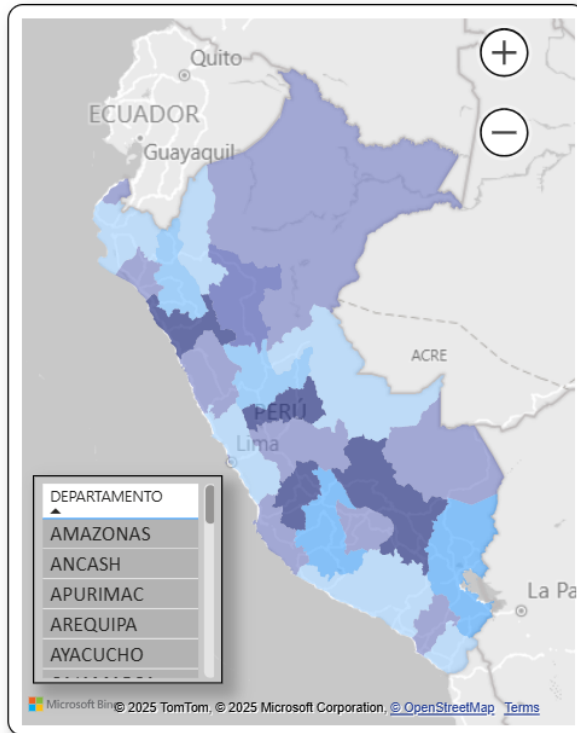 Quito
ECUADOR
Guayaquil
ACRE
PERÚ
Lima
DEPARTAMENTO
AMAZONAS
ANCASH
APURIMAC
AREQUIPA
AYACUCHO
La Pa
Microsoft Bing
© 2025 TomTom, © 2025 Microsoft Corporation, © OpenStreetMap Terms